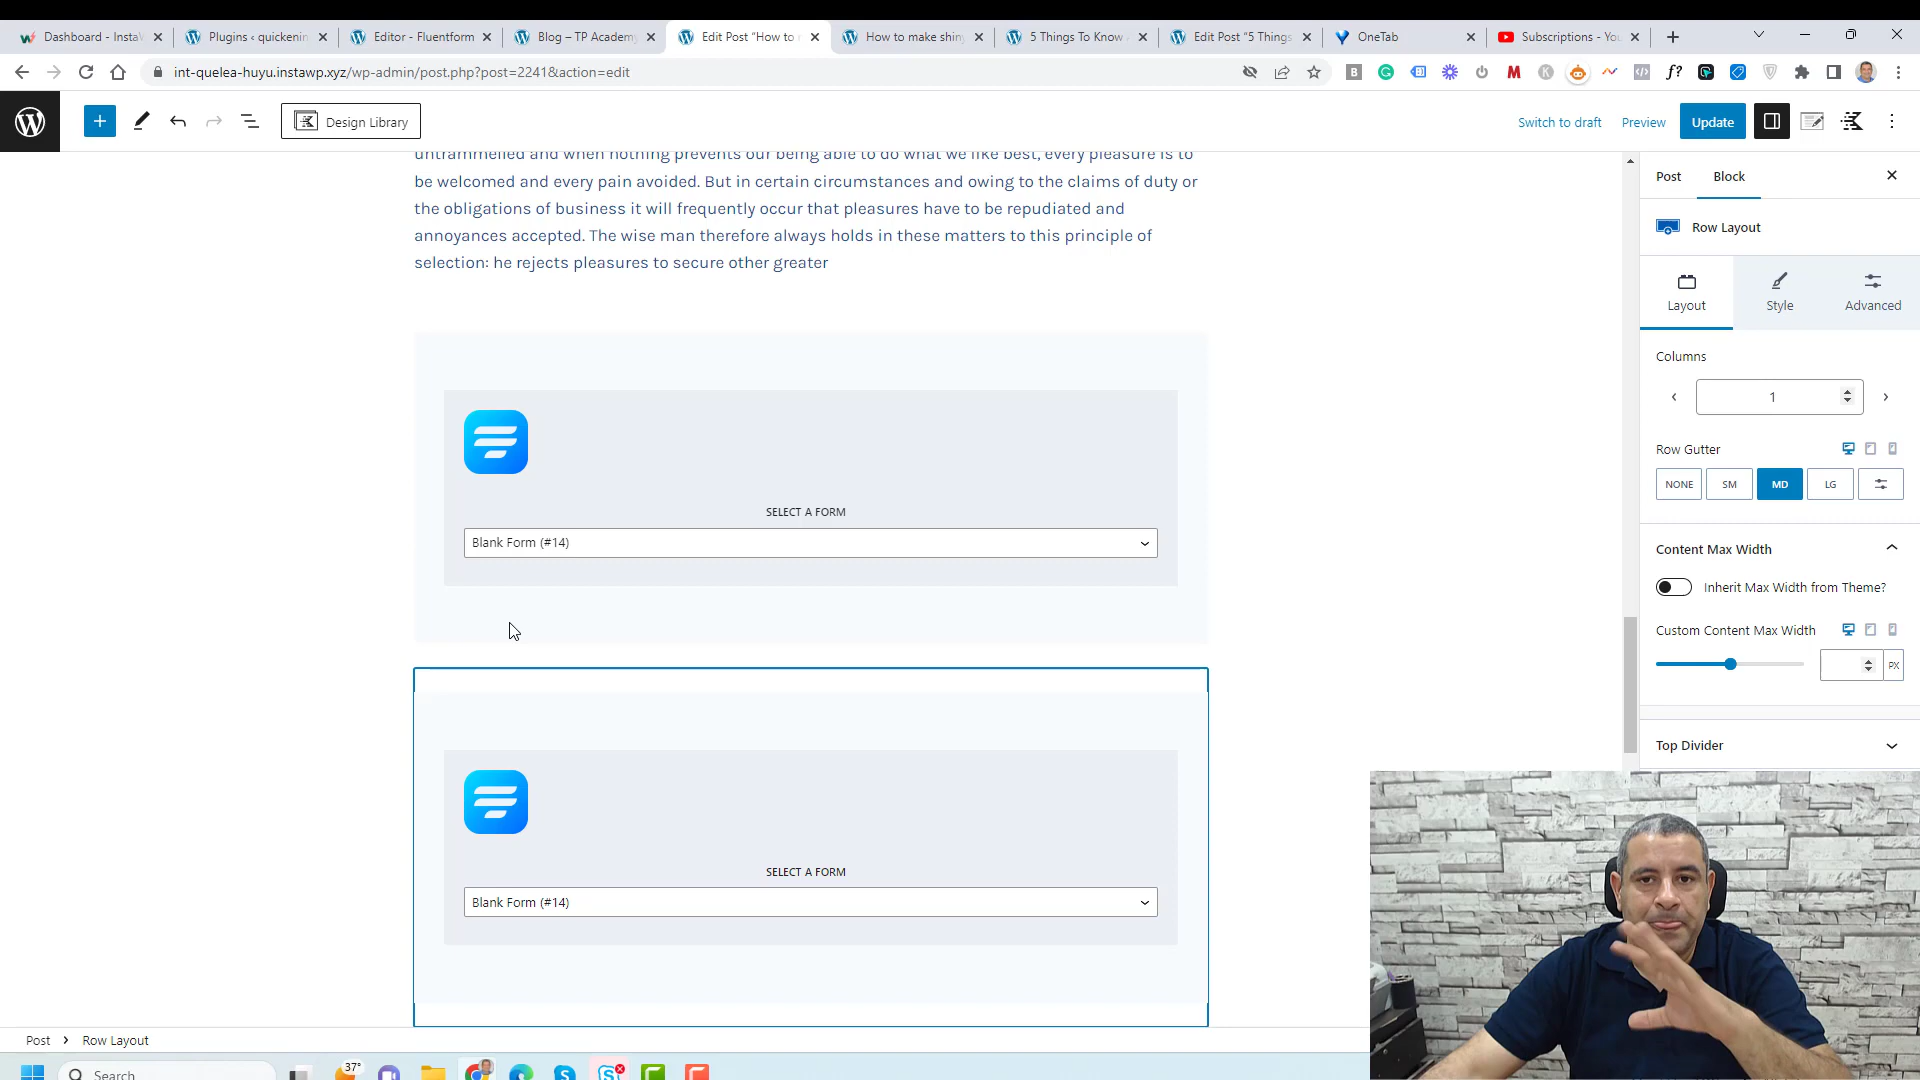 Dashboard - InstaW
Plugins ‹ quickenin
Editor - Fluentform
Blog – TP Academy
Edit Post “How to
How to make shiny
5 Things To Know
Edit Post “5 Things
OneTab
Subscriptions - You
int-quelea-huyu.instawp.xyz/wp-admin/post.php?post=2241&action=edit
Design Library
Switch to draft
Preview
Update
untrammelled and when nothing prevents our being able to do what we like best, every pleasure is to
be welcomed and every pain avoided. But in certain circumstances and owing to the claims of duty or
the obligations of business it will frequently occur that pleasures have to be repudiated and
annoyances accepted. The wise man therefore always holds in these matters to this principle of
selection: he rejects pleasures to secure other greater
SELECT A FORM
Blank Form (#14)
SELECT A FORM
Blank Form (#14)
Post
Block
Row Layout
Layout
Style
Advanced
Columns
1
Row Gutter
NONE
SM
MD
LG
Content Max Width
Inherit Max Width from Theme?
Custom Content Max Width
PX
Top Divider
Post
Row Layout
Search
37°